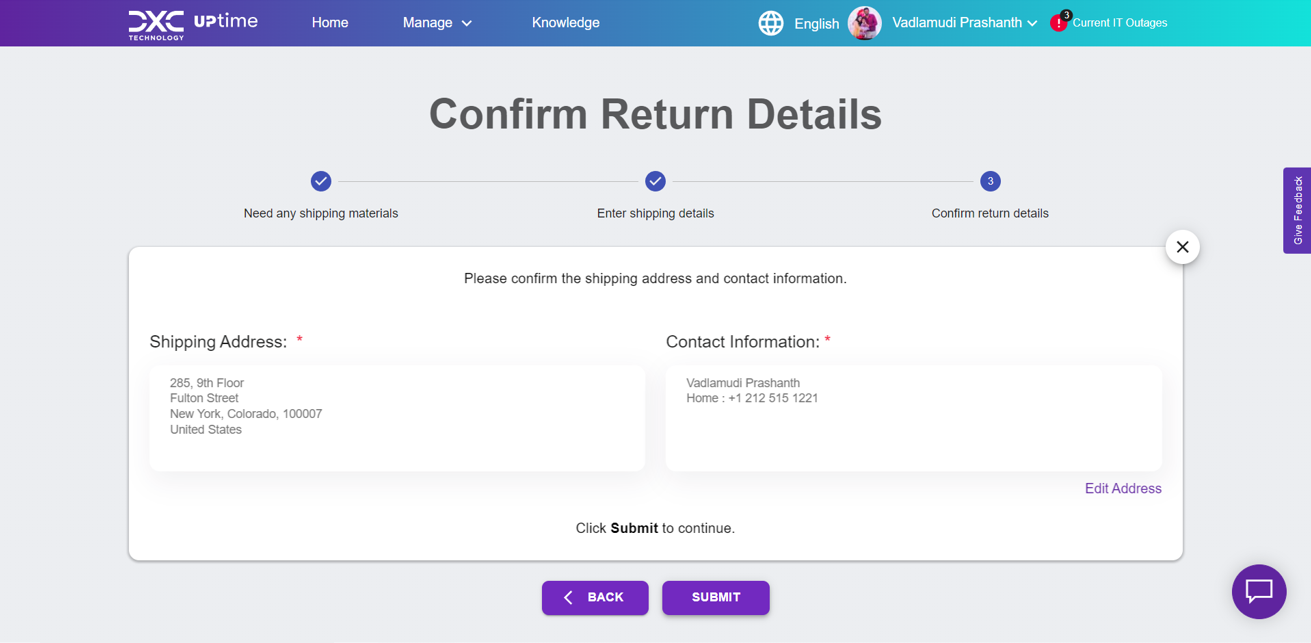 DXC TECHNOLOGY UPtime
Home
Manage
Knowledge
English
Vadlamudi Prashanth
3
Current IT Outages
Confirm Return Details
3
Need any shipping materials
Enter shipping details
Confirm return details
Give Feedback
Please confirm the shipping address and contact information.
Shipping Address: *
285, 9th Floor
Fulton Street
New York, Colorado, 100007
United States
Contact Information: *
Vadlamudi Prashanth
Home : +1 212 515 1221
Edit Address
Click Submit to continue.
BACK
SUBMIT